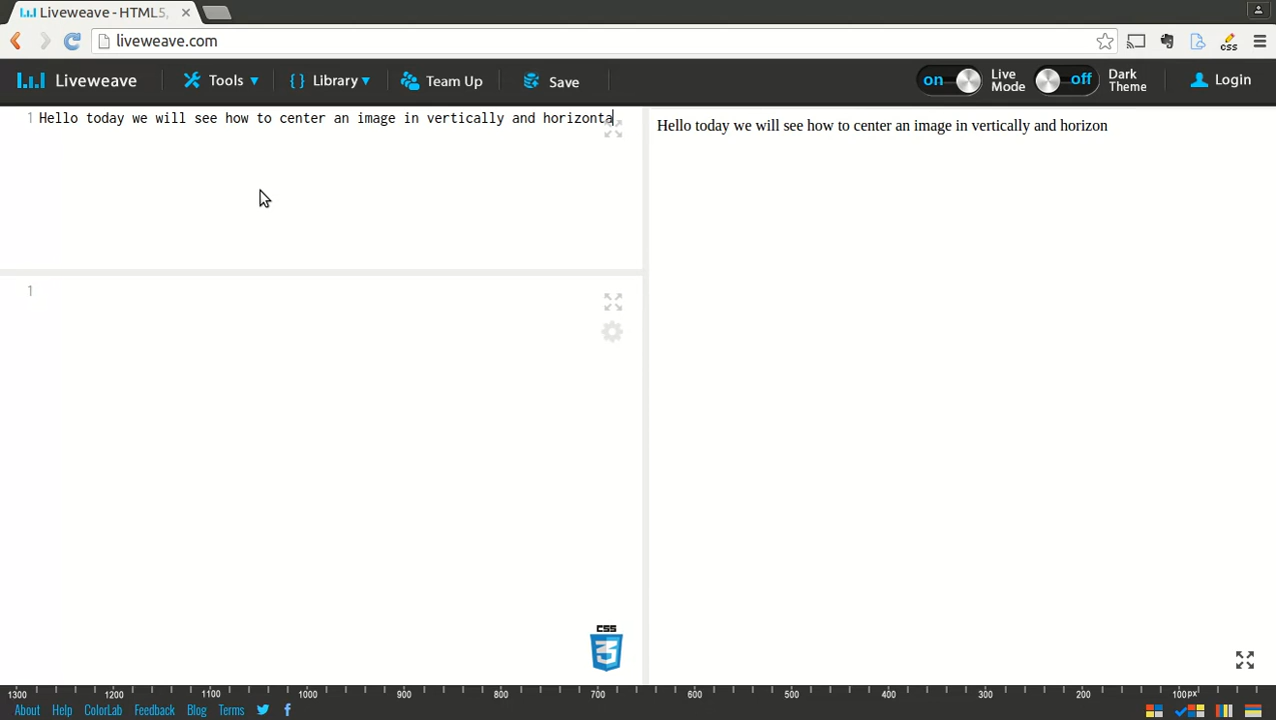 Liveweave - HTML5,
liveweave.com
css
Liveweave
Tools
{ } Library
Team Up
Save
on
Live Mode
off
Dark Theme
Login
1 Hello today we will see how to center an image in vertically and horizonta
Hello today we will see how to center an image in vertically and horizon
1
CSS
3
1300 1200 1100 1000 900 800 700 600 500 400 300 200 100px
About Help ColorLab Feedback Blog Terms